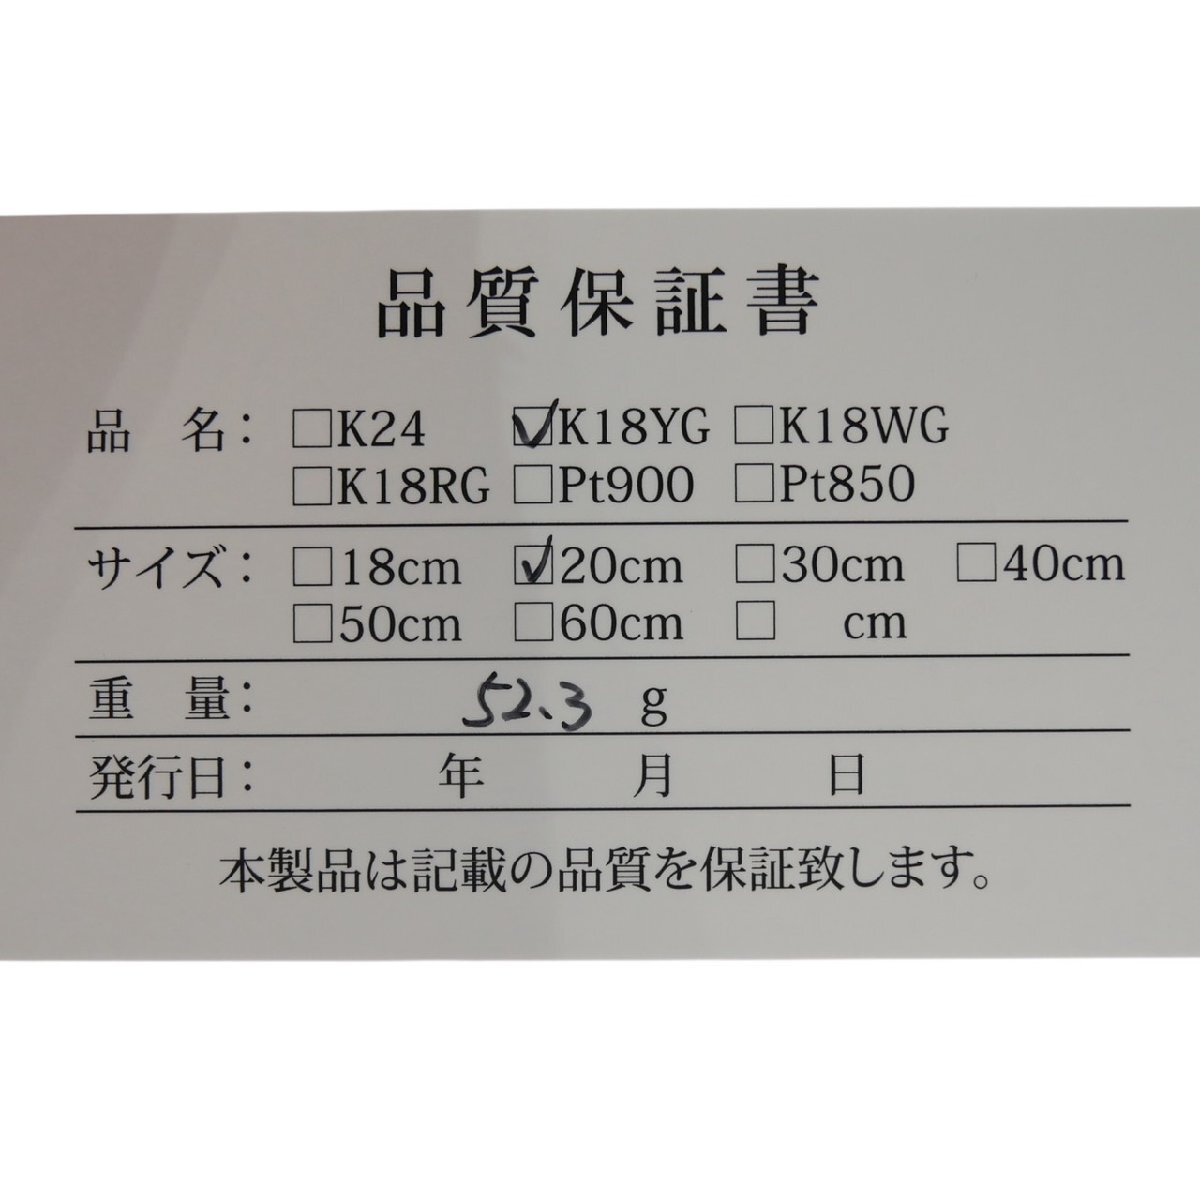 品質保証書
品　名：□K24　☑K18YG　□K18WG
□K18RG　□Pt900　□Pt850
サイズ：□18cm　☑20cm　□30cm　□40cm
□50cm　□60cm　□　cm
重　量：　52.3　g
発行日：　年　月　日
本製品は記載の品質を保証致します。